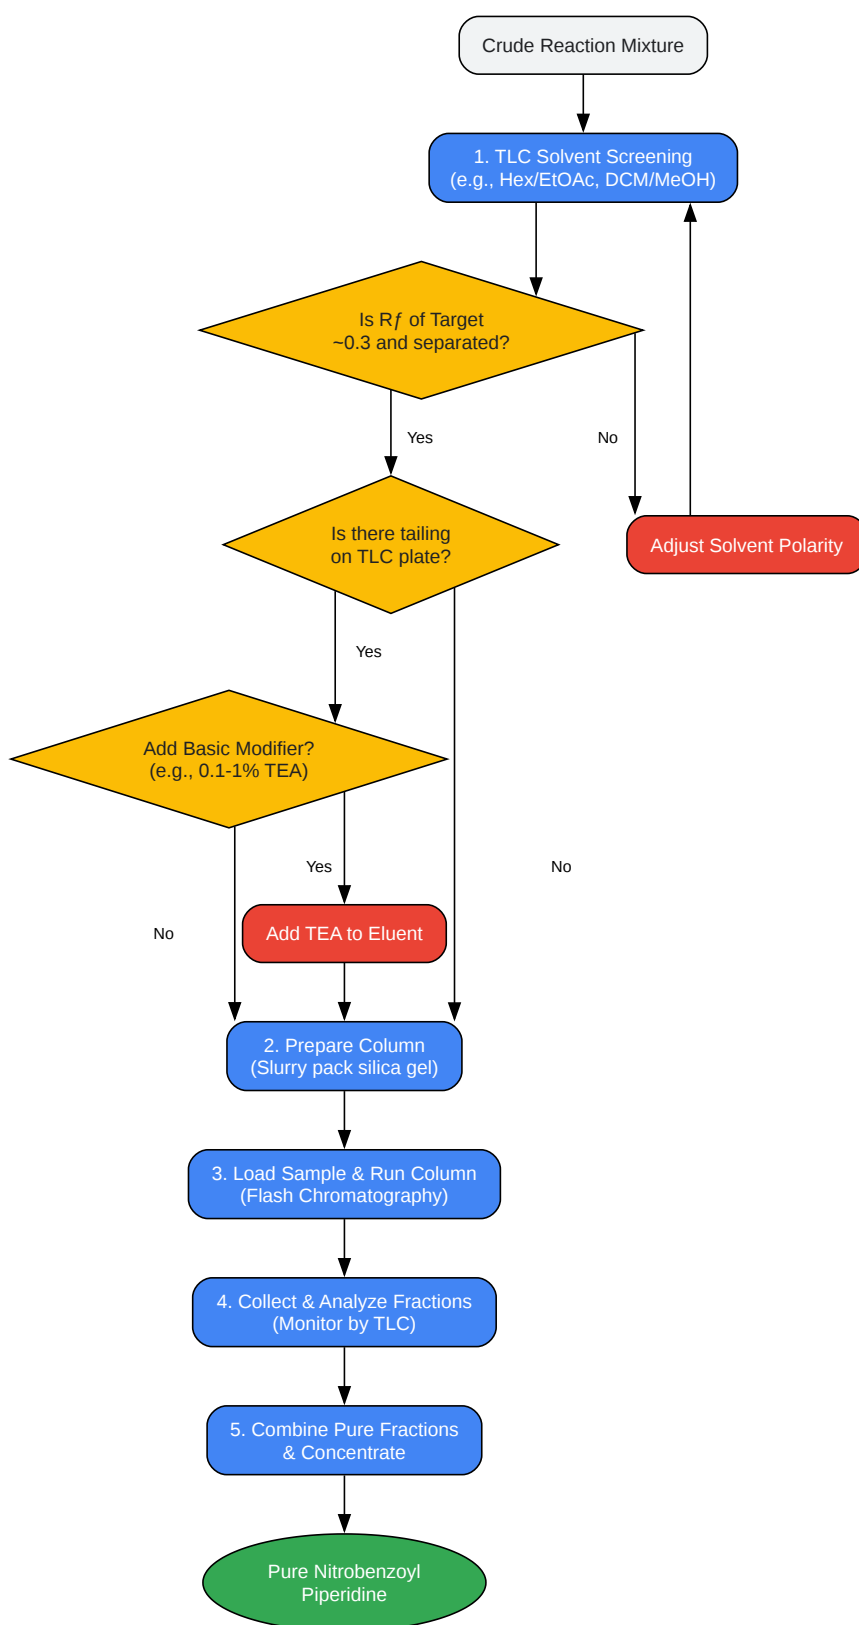 Crude Reaction Mixture
1. TLC Solvent Screening
(e.g., Hex/EtOAc, DCM/MeOH)
Is Rƒ of Target
~0.3 and separated?
Yes
No
Is there tailing
on TLC plate?
Adjust Solvent Polarity
Yes
Add Basic Modifier?
(e.g., 0.1-1% TEA)
Yes
No
No
Add TEA to Eluent
2. Prepare Column
(Slurry pack silica gel)
3. Load Sample & Run Column
(Flash Chromatography)
4. Collect & Analyze Fractions
(Monitor by TLC)
5. Combine Pure Fractions
& Concentrate
Pure Nitrobenzoyl
Piperidine